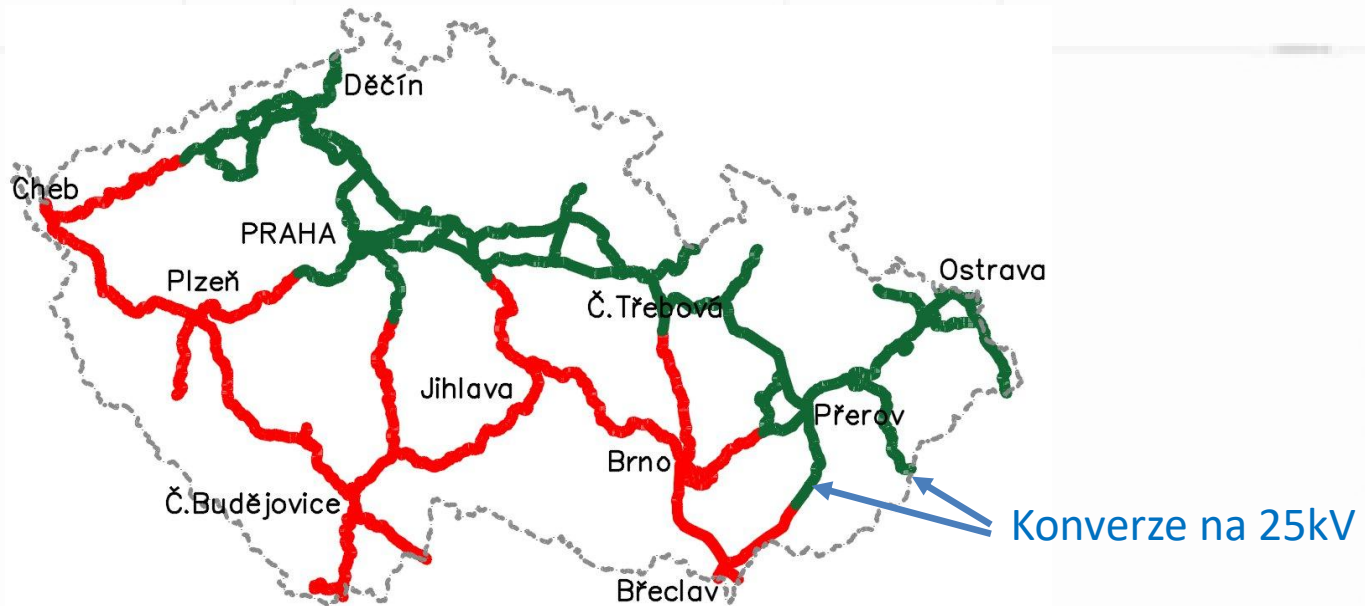 Děčín
Cheb
PRAHA
Plzeň
Ostrava
Č.Třebová
Jihlava
Přerov
Brno
Č.Budějovice
Konverze na 25kV
Břeclav